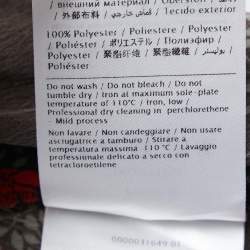 внешний материал / Oberstoff /
外部布料 / قماش خارجي / Tecido exterior
100% Polyester / Polyestere /
Poliéster / ポリエステル / Полиэфир /
Polyester / 聚酯纖維 / 聚酯纤维 / بوليستر /
Poliéster
Do not wash / Do not bleach / Do not
tumble dry / Iron at maximum sole-plate
temperature of 110°C / Iron, low /
Professional dry cleaning in perchlorethene
- Mild process
Non lavare / Non candeggiare / Non usare
asciugatrice a tamburo / Stirare a
temperatura massima 110°C / Lavaggio
professionale delicato a secco con
tetracloroetilene
0000031649 01